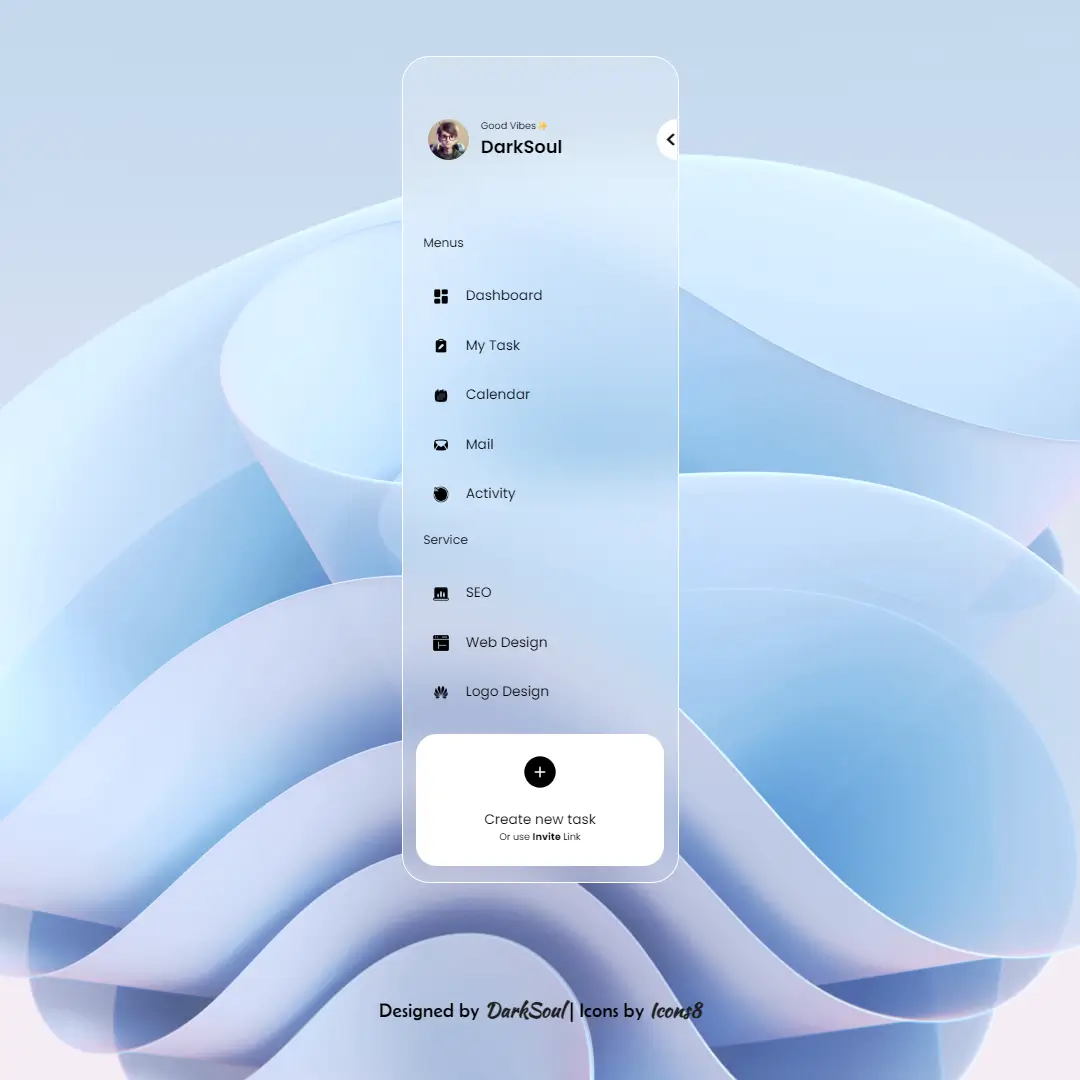 Good Vibes✨
DarkSoul
Menus
Dashboard
My Task
Calendar
Mail
Activity
Service
SEO
Web Design
Logo Design
Create new task
Or use Invite Link
Designed by DarkSoul | Icons by Icons8